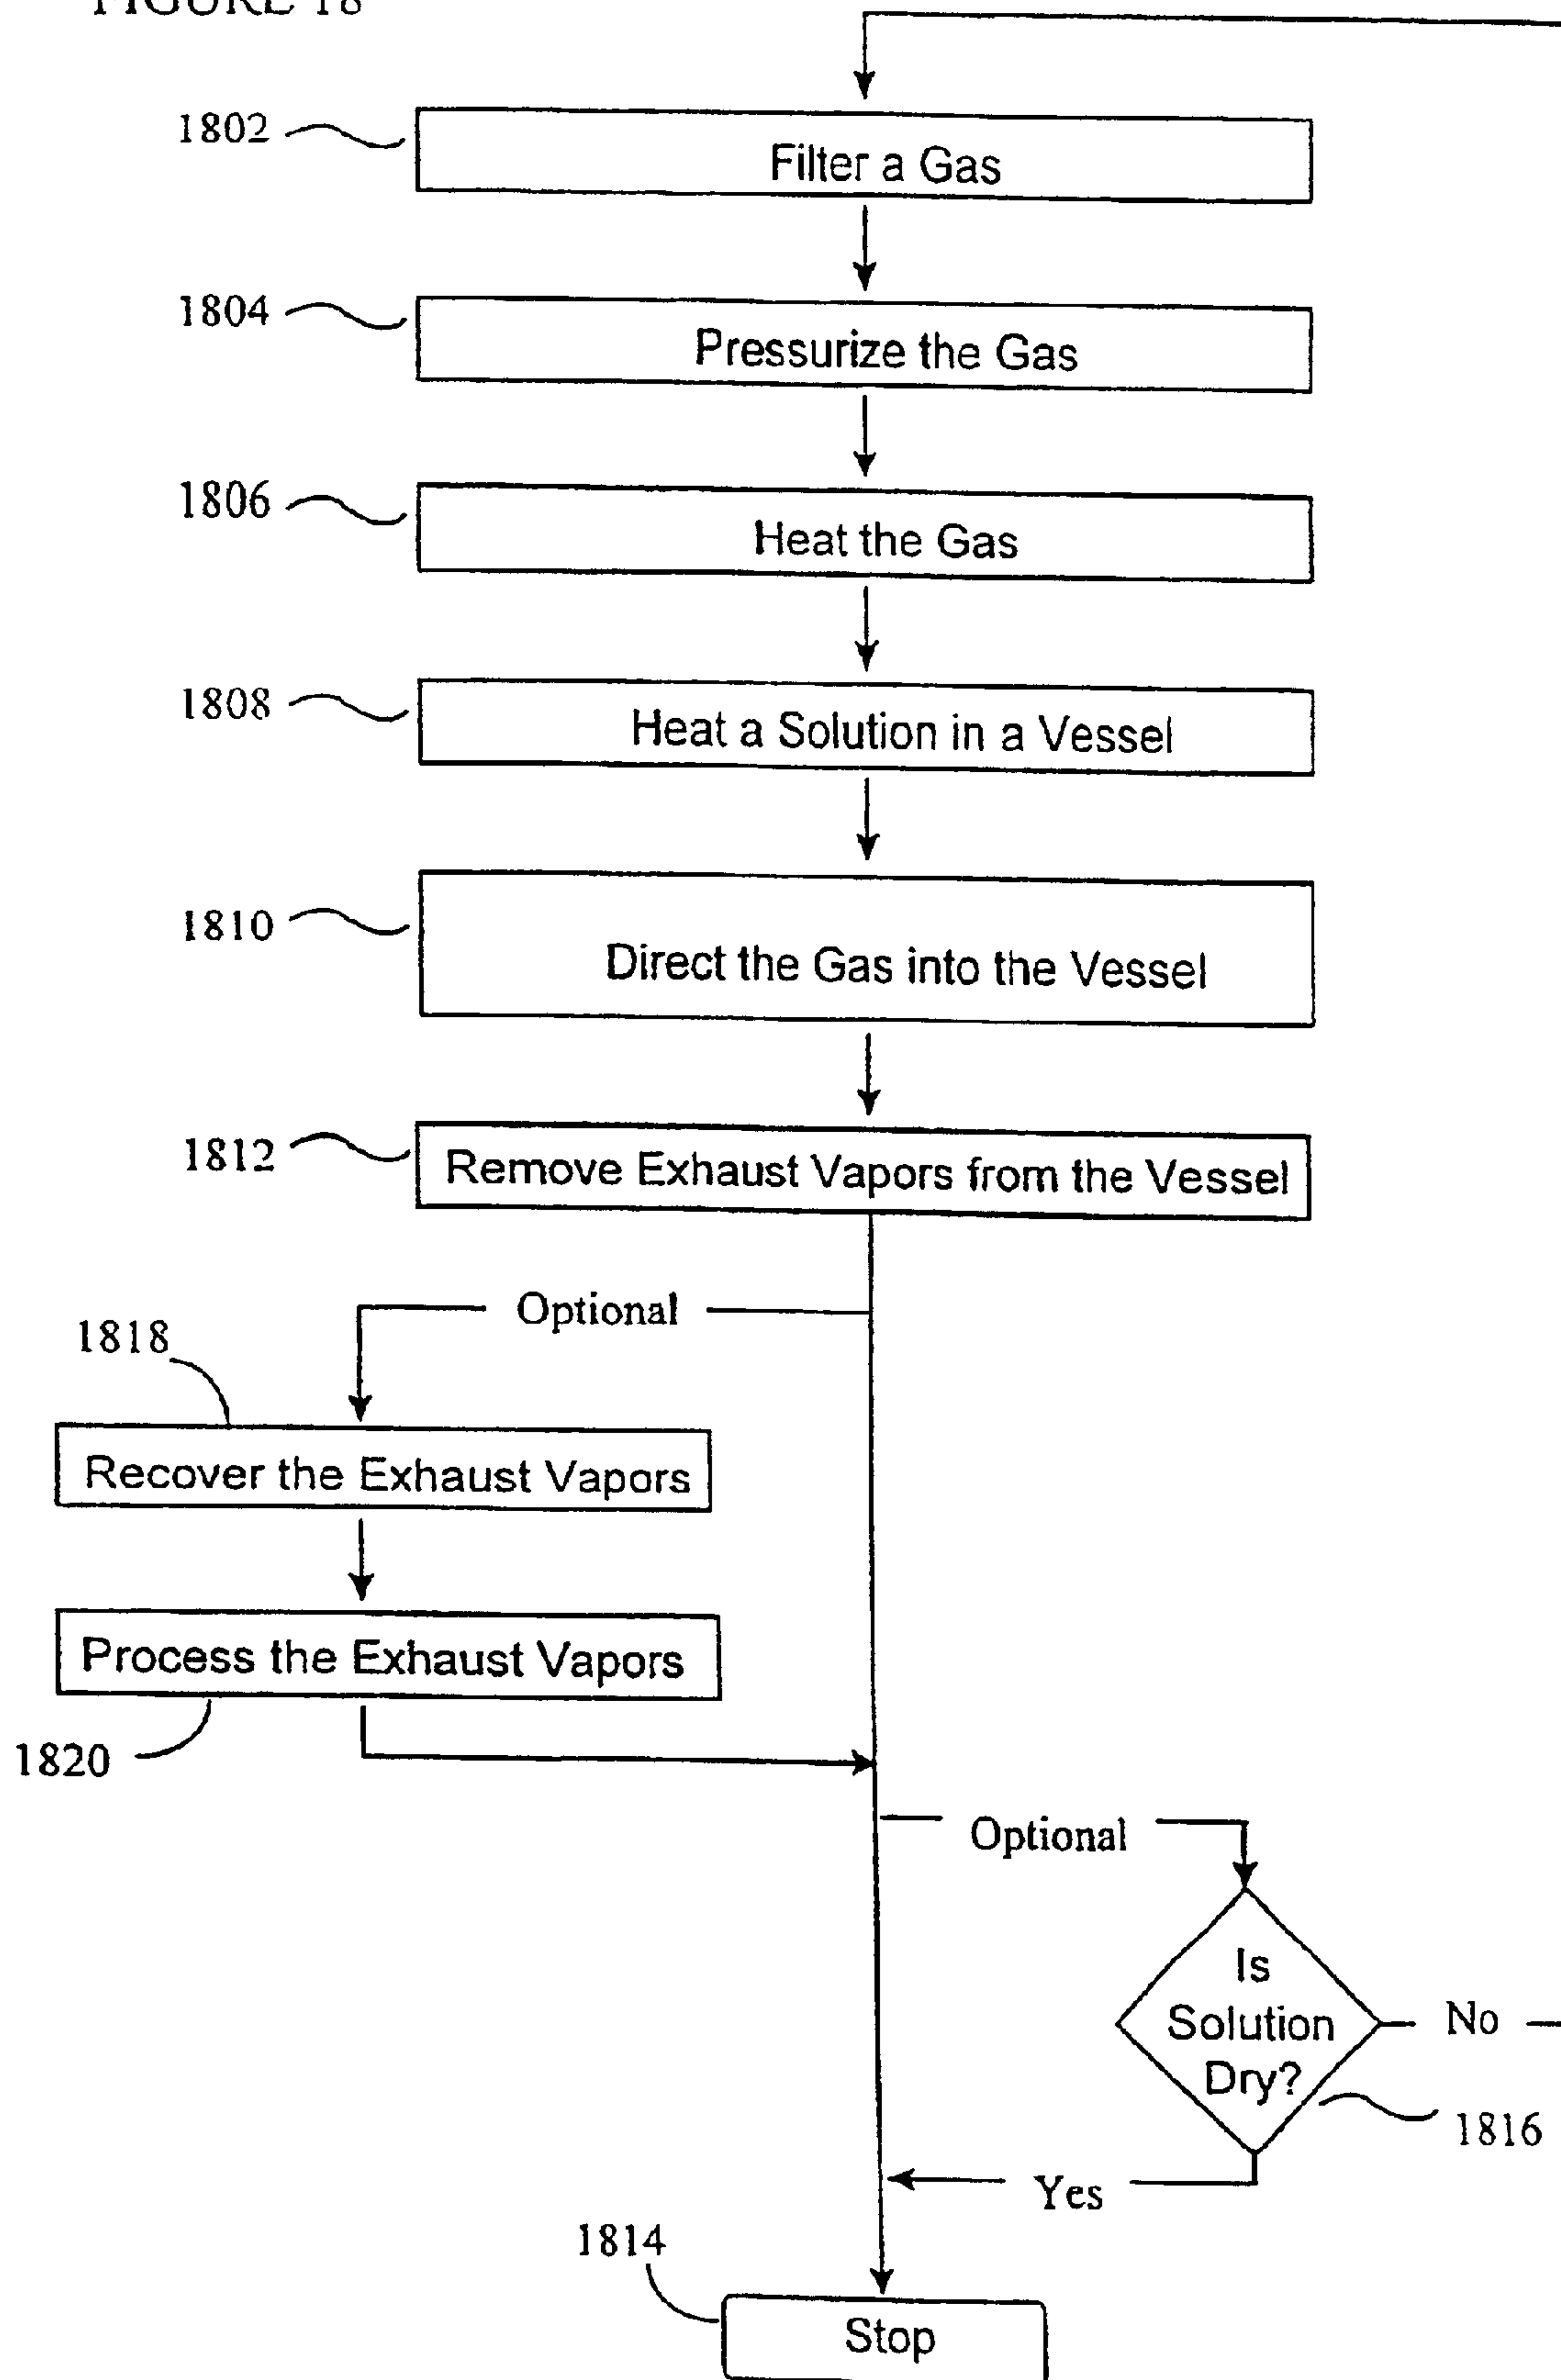 FIGURE 18
1802
Filter a Gas
1804
Pressurize the Gas
1806
Heat the Gas
1808
Heat a Solution in a Vessel
1810
Direct the Gas into the Vessel
1812
Remove Exhaust Vapors from the Vessel
Optional
1818
Recover the Exhaust Vapors
Process the Exhaust Vapors
1820
Optional
Is
Solution
Dry?
No
1816
Yes
1814
Stop